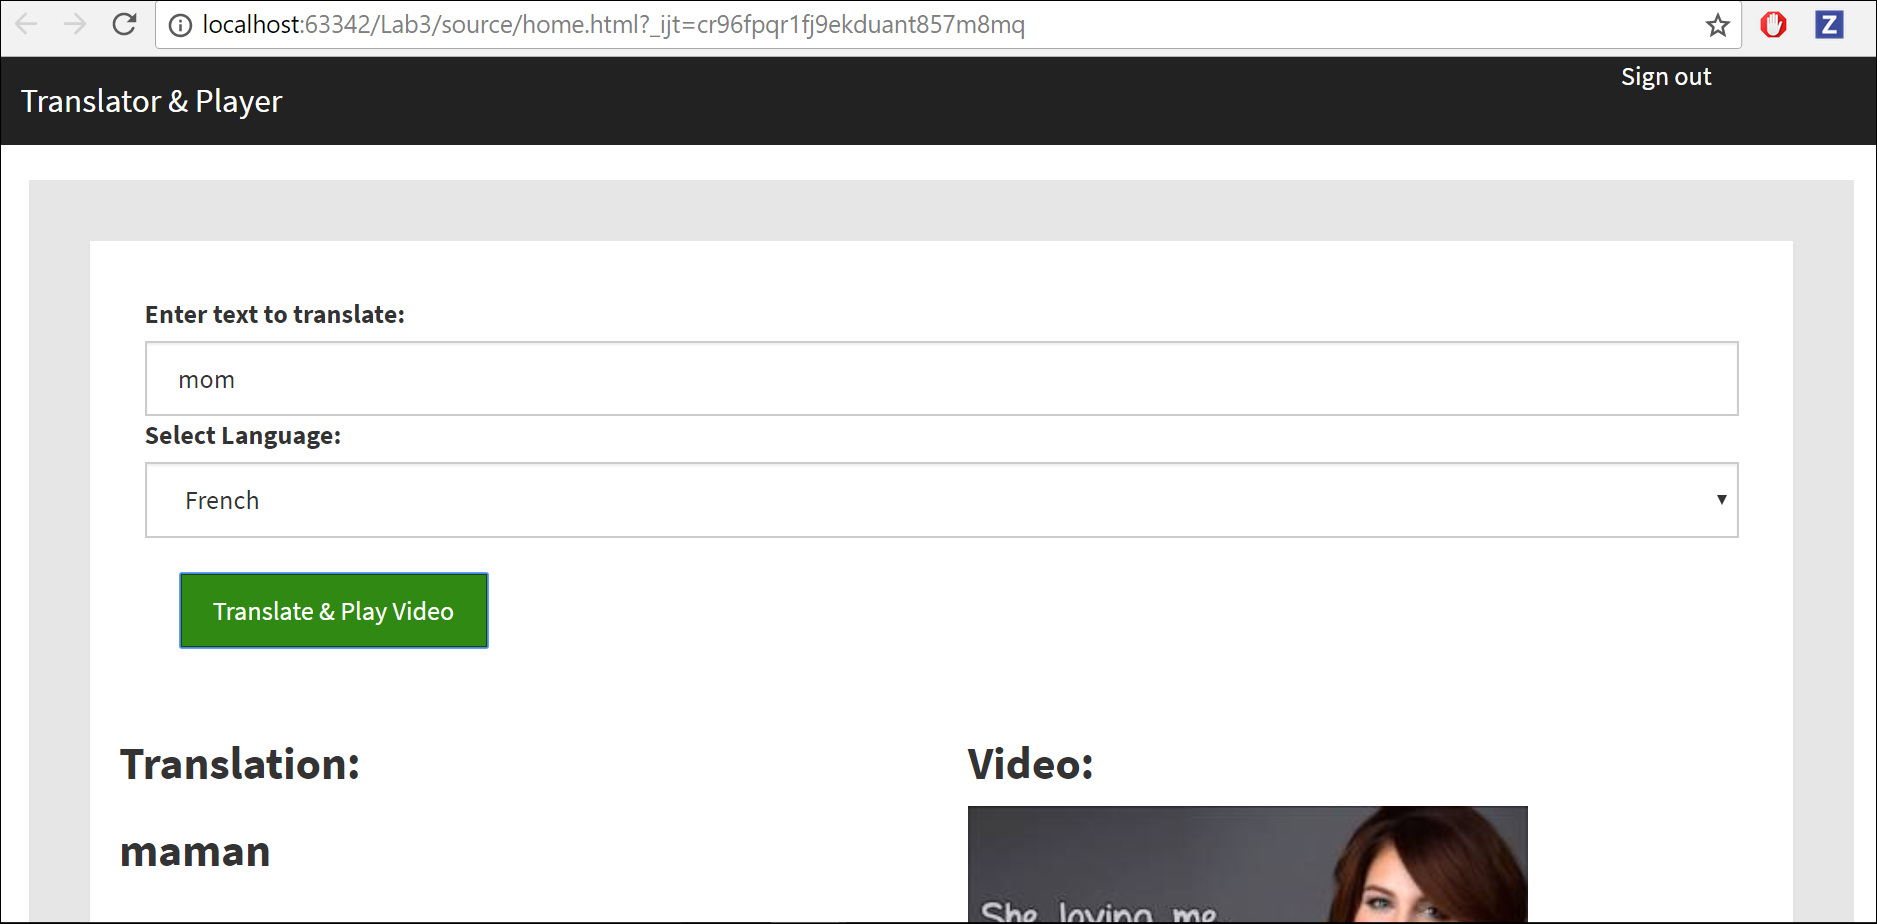 localhost:63342/Lab3/source/home.html?_ijt=cr96fpqr1fj9ekduant857m8mq
Z
Translator & Player
Sign out
Enter text to translate:
mom
Select Language:
French
Translate & Play Video
Translation:
Video:
maman
She loving me